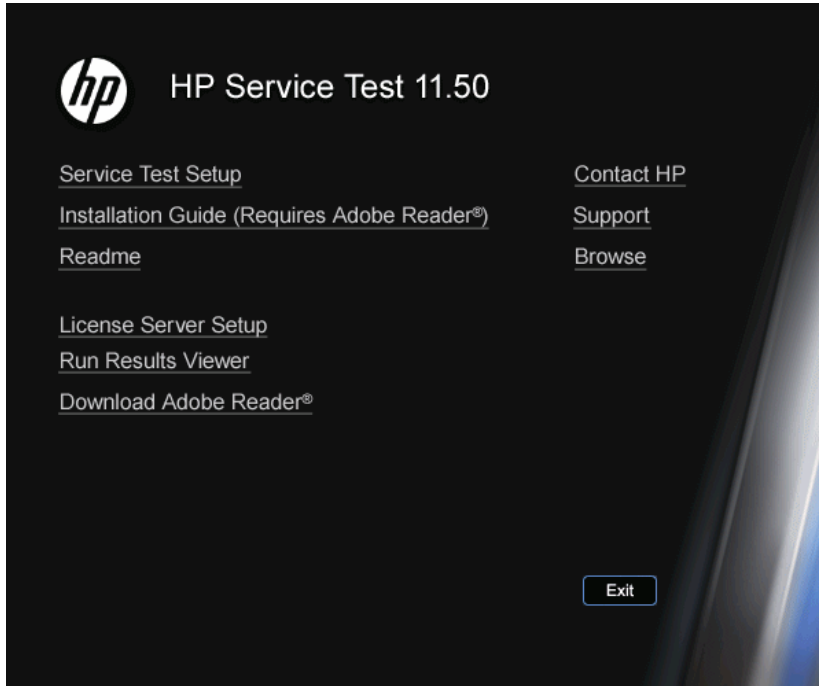 hp
HP Service Test 11.50
Service Test Setup
Installation Guide (Requires Adobe Reader®)
Readme
License Server Setup
Run Results Viewer
Download Adobe Reader®
Contact HP
Support
Browse
Exit